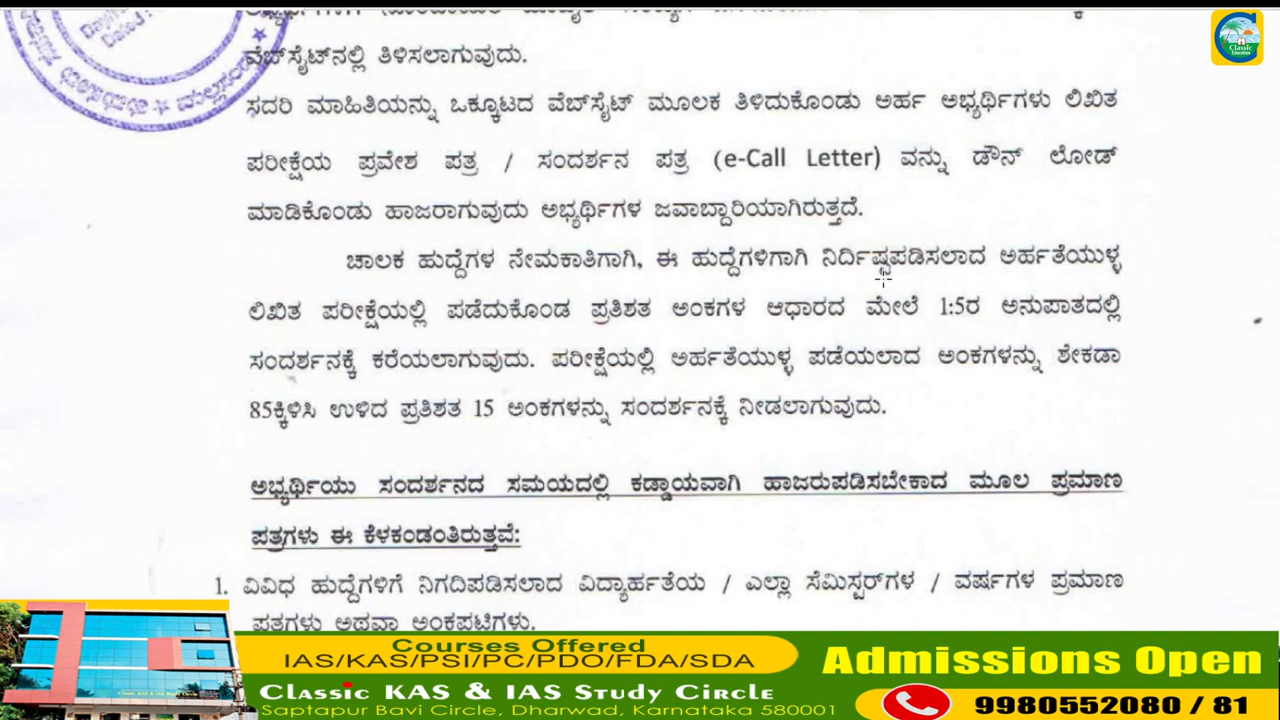 ವೆಬ್‌ಸೈಟ್‌ನಲ್ಲಿ ತಿಳಿಸಲಾಗುವುದು.
ಸದರಿ ಮಾಹಿತಿಯನ್ನು ಒಕ್ಕೂಟದ ವೆಬ್‌ಸೈಟ್ ಮೂಲಕ ತಿಳಿದುಕೊಂಡು ಅರ್ಹ ಅಭ್ಯರ್ಥಿಗಳು ಲಿಖಿತ
ಪರೀಕ್ಷೆಯ ಪ್ರವೇಶ ಪತ್ರ / ಸಂದರ್ಶನ ಪತ್ರ (e-Call Letter) ವನ್ನು ಡೌನ್ ಲೋಡ್
ಮಾಡಿಕೊಂಡು ಹಾಜರಾಗುವುದು ಅಭ್ಯರ್ಥಿಗಳ ಜವಾಬ್ದಾರಿಯಾಗಿರುತ್ತದೆ.
ಚಾಲಕ ಹುದ್ದೆಗಳ ನೇಮಕಾತಿಗಾಗಿ, ಈ ಹುದ್ದೆಗಳಿಗಾಗಿ ನಿರ್ದಿಷ್ಟಪಡಿಸಲಾದ ಅರ್ಹತೆಯುಳ್ಳ
ಲಿಖಿತ ಪರೀಕ್ಷೆಯಲ್ಲಿ ಪಡೆದುಕೊಂಡ ಪ್ರತಿಶತ ಅಂಕಗಳ ಆಧಾರದ ಮೇಲೆ 1:5ರ ಅನುಪಾತದಲ್ಲಿ
ಸಂದರ್ಶನಕ್ಕೆ ಕರೆಯಲಾಗುವುದು. ಪರೀಕ್ಷೆಯಲ್ಲಿ ಅರ್ಹತೆಯುಳ್ಳ ಪಡೆಯಲಾದ ಅಂಕಗಳನ್ನು ಶೇಕಡಾ
85ಕ್ಕಿಳಿಸಿ ಉಳಿದ ಪ್ರತಿಶತ 15 ಅಂಕಗಳನ್ನು ಸಂದರ್ಶನಕ್ಕೆ ನೀಡಲಾಗುವುದು.
ಅಭ್ಯರ್ಥಿಯು ಸಂದರ್ಶನದ ಸಮಯದಲ್ಲಿ ಕಡ್ಡಾಯವಾಗಿ ಹಾಜರುಪಡಿಸಬೇಕಾದ ಮೂಲ ಪ್ರಮಾಣ
ಪತ್ರಗಳು ಈ ಕೆಳಕಂಡಂತಿರುತ್ತವೆ:
1. ವಿವಿಧ ಹುದ್ದೆಗಳಿಗೆ ನಿಗದಿಪಡಿಸಲಾದ ವಿದ್ಯಾರ್ಹತೆಯ / ಎಲ್ಲಾ ಸೆಮಿಸ್ಟರ್‌ಗಳ / ವರ್ಷಗಳ ಪ್ರಮಾಣ
ಪತ್ರಗಳು ಅಥವಾ ಅಂಕಪಟ್ಟಿಗಳು.
Classic
Education
Courses Offered
IAS/KAS/PSI/PC/PDO/FDA/SDA
Classic KAS & IAS Study Circle
Saptapur Bavi Circle, Dharwad, Karnataka 580001
Admissions Open
9980552080 / 81